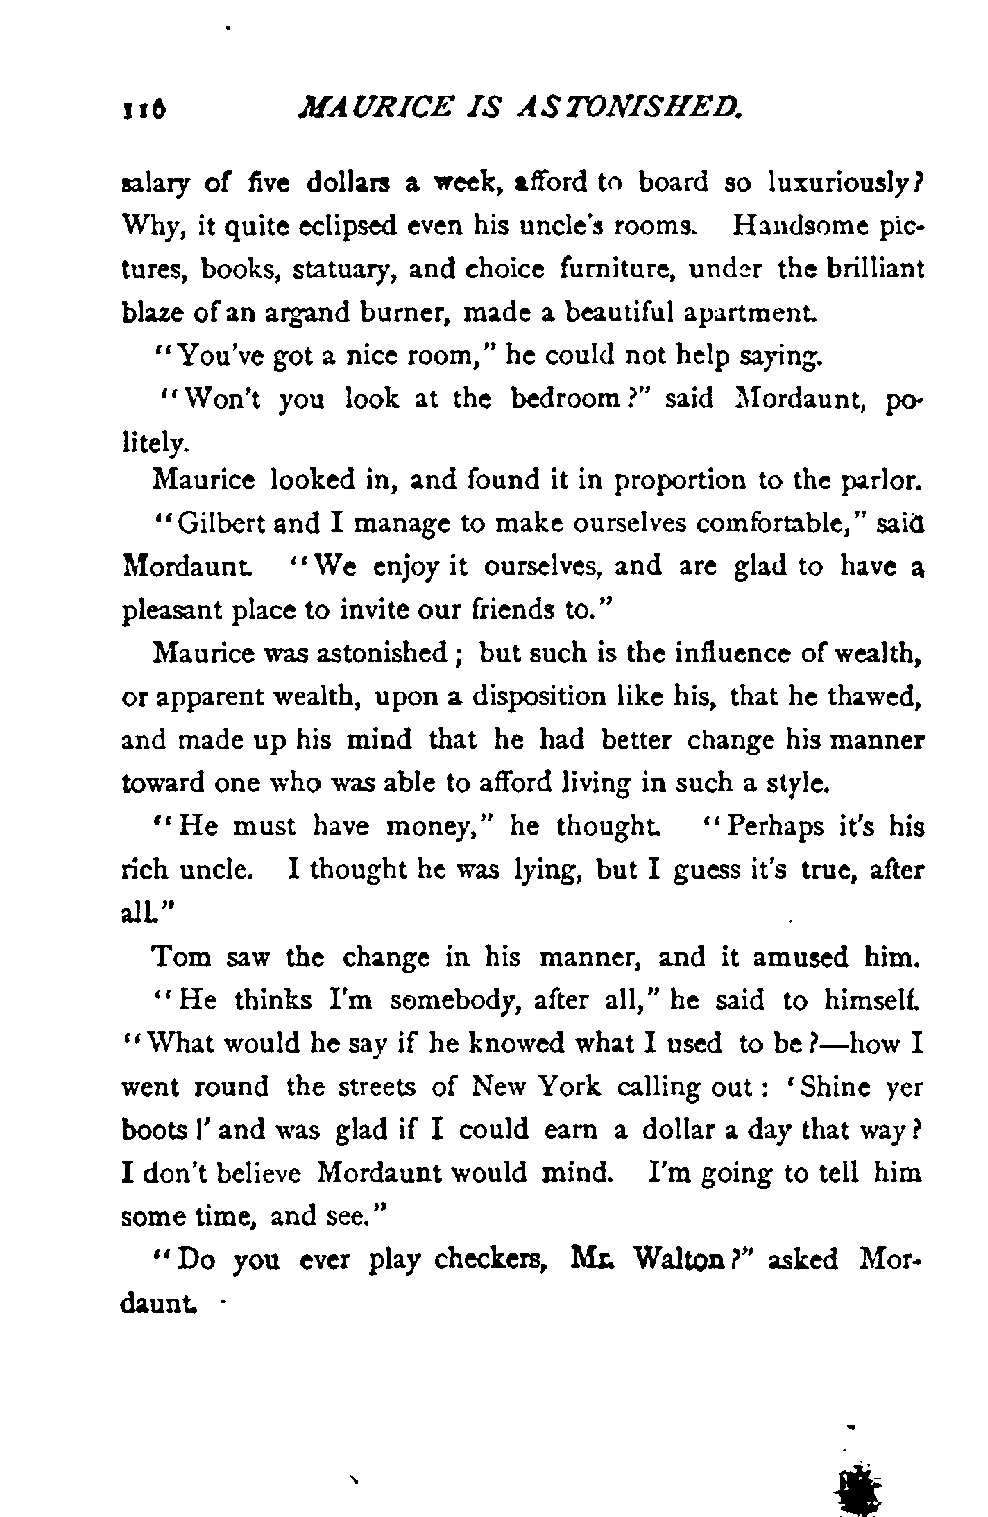 116 MAURICE IS ASTONISHED.
salary of five dollars a week, afford to board so luxuriously?
Why, it quite eclipsed even his uncle's rooms. Handsome pic-
tures, books, statuary, and choice furniture, under the brilliant
blaze of an argand burner, made a beautiful apartment.
"You've got a nice room," he could not help saying.
"Won't you look at the bedroom?" said Mordaunt, po-
litely.
Maurice looked in, and found it in proportion to the parlor.
"Gilbert and I manage to make ourselves comfortable," said
Mordaunt. "We enjoy it ourselves, and are glad to have a
pleasant place to invite our friends to."
Maurice was astonished; but such is the influence of wealth,
or apparent wealth, upon a disposition like his, that he thawed,
and made up his mind that he had better change his manner
toward one who was able to afford living in such a style.
"He must have money," he thought. "Perhaps it's his
rich uncle. I thought he was lying, but I guess it's true, after
all."
Tom saw the change in his manner, and it amused him.
"He thinks I'm somebody, after all," he said to himself.
"What would he say if he knowed what I used to be?—how I
went round the streets of New York calling out: 'Shine yer
boots!' and was glad if I could earn a dollar a day that way?
I don't believe Mordaunt would mind. I'm going to tell him
some time, and see."
"Do you ever play checkers, Mr. Walton?" asked Mor-
daunt.